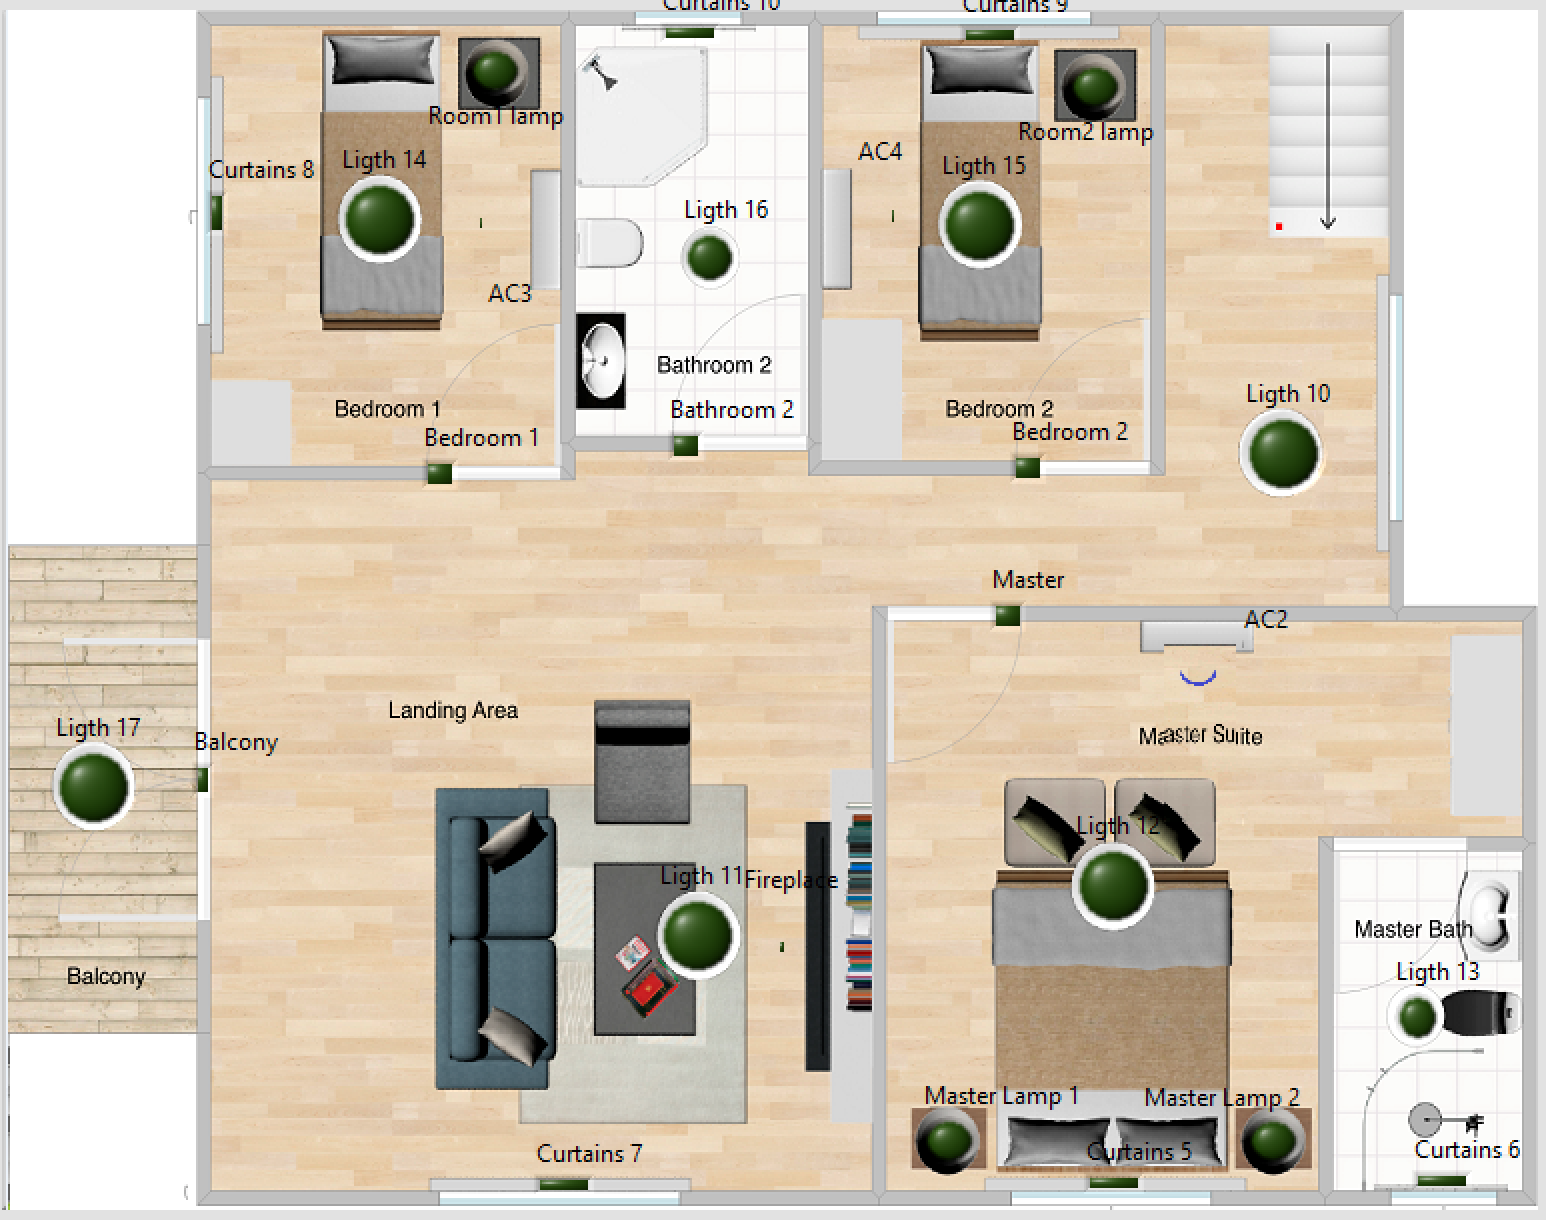 Curtains 10
Curtains 9
Room1 lamp
Room2 lamp
Curtains 8
Ligth 14
AC4
Ligth 15
Ligth 16
AC3
Bathroom 2
Ligth 10
Bedroom 1
Bathroom 2
Bedroom 2
Bedroom 1
Bedroom 2
Master
AC2
Landing Area
Ligth 17
Balcony
Master Suite
Ligth 12
Ligth 11
Fireplace
Master Bath
Balcony
Ligth 13
Master Lamp 1
Master Lamp 2
Curtains 7
Curtains 5
Curtains 6